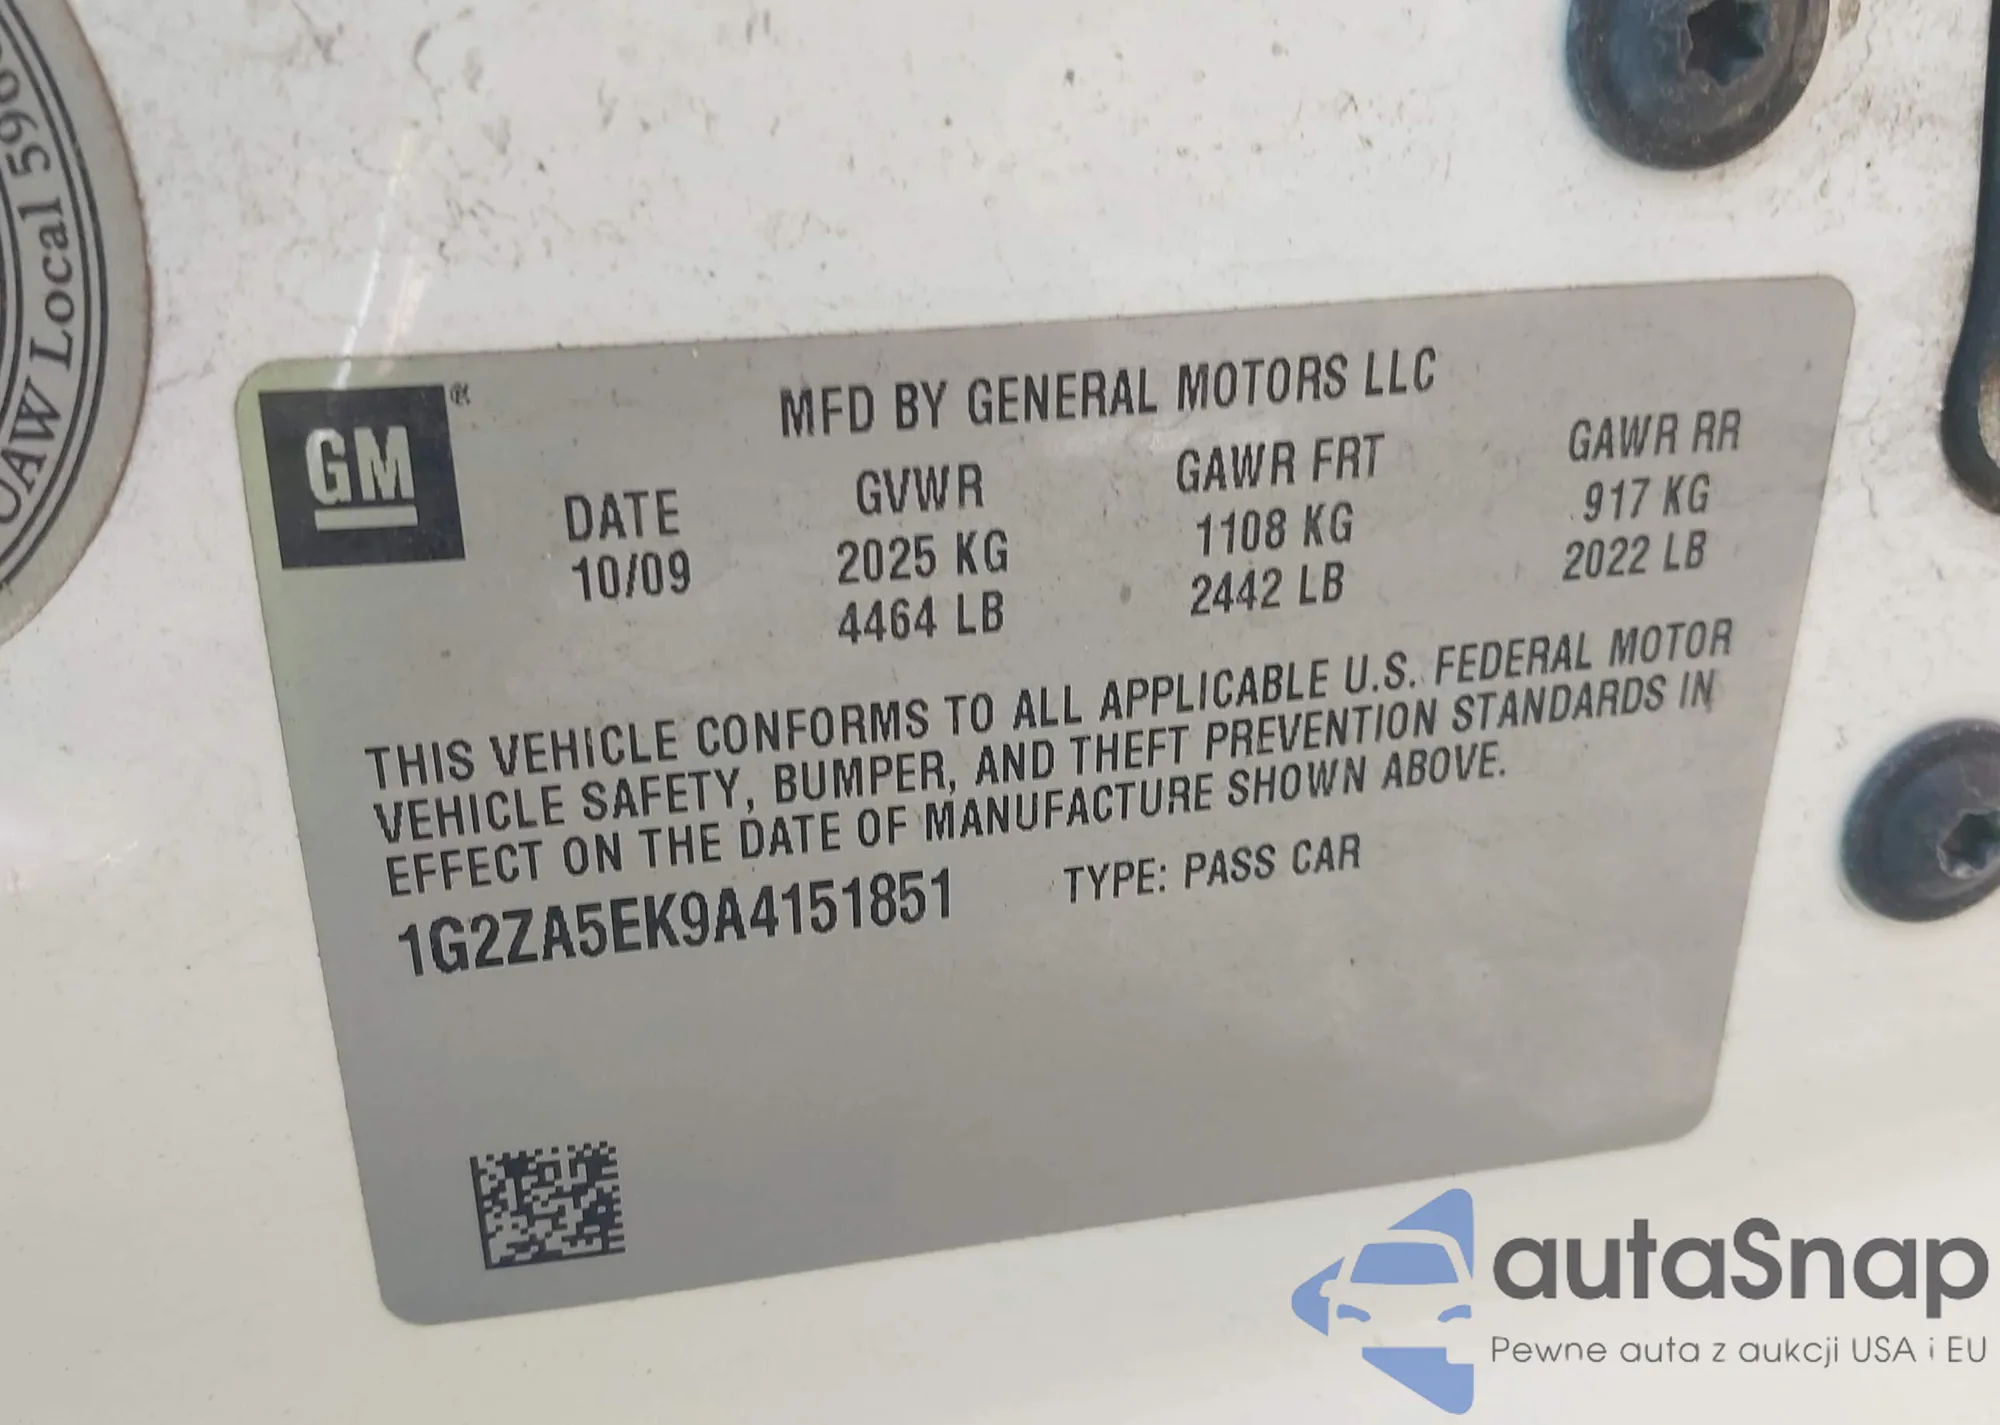 UAW Local 5960
GM ®
MFD BY GENERAL MOTORS LLC
DATE GVWR GAWR FRT GAWR RR
10/09 2025 KG 1108 KG 917 KG
4464 LB 2442 LB 2022 LB
THIS VEHICLE CONFORMS TO ALL APPLICABLE U.S. FEDERAL MOTOR
VEHICLE SAFETY, BUMPER, AND THEFT PREVENTION STANDARDS IN
EFFECT ON THE DATE OF MANUFACTURE SHOWN ABOVE.
1G2ZA5EK9A4151851 TYPE: PASS CAR
autaSnap
Pewne auta z aukcji USA i EU